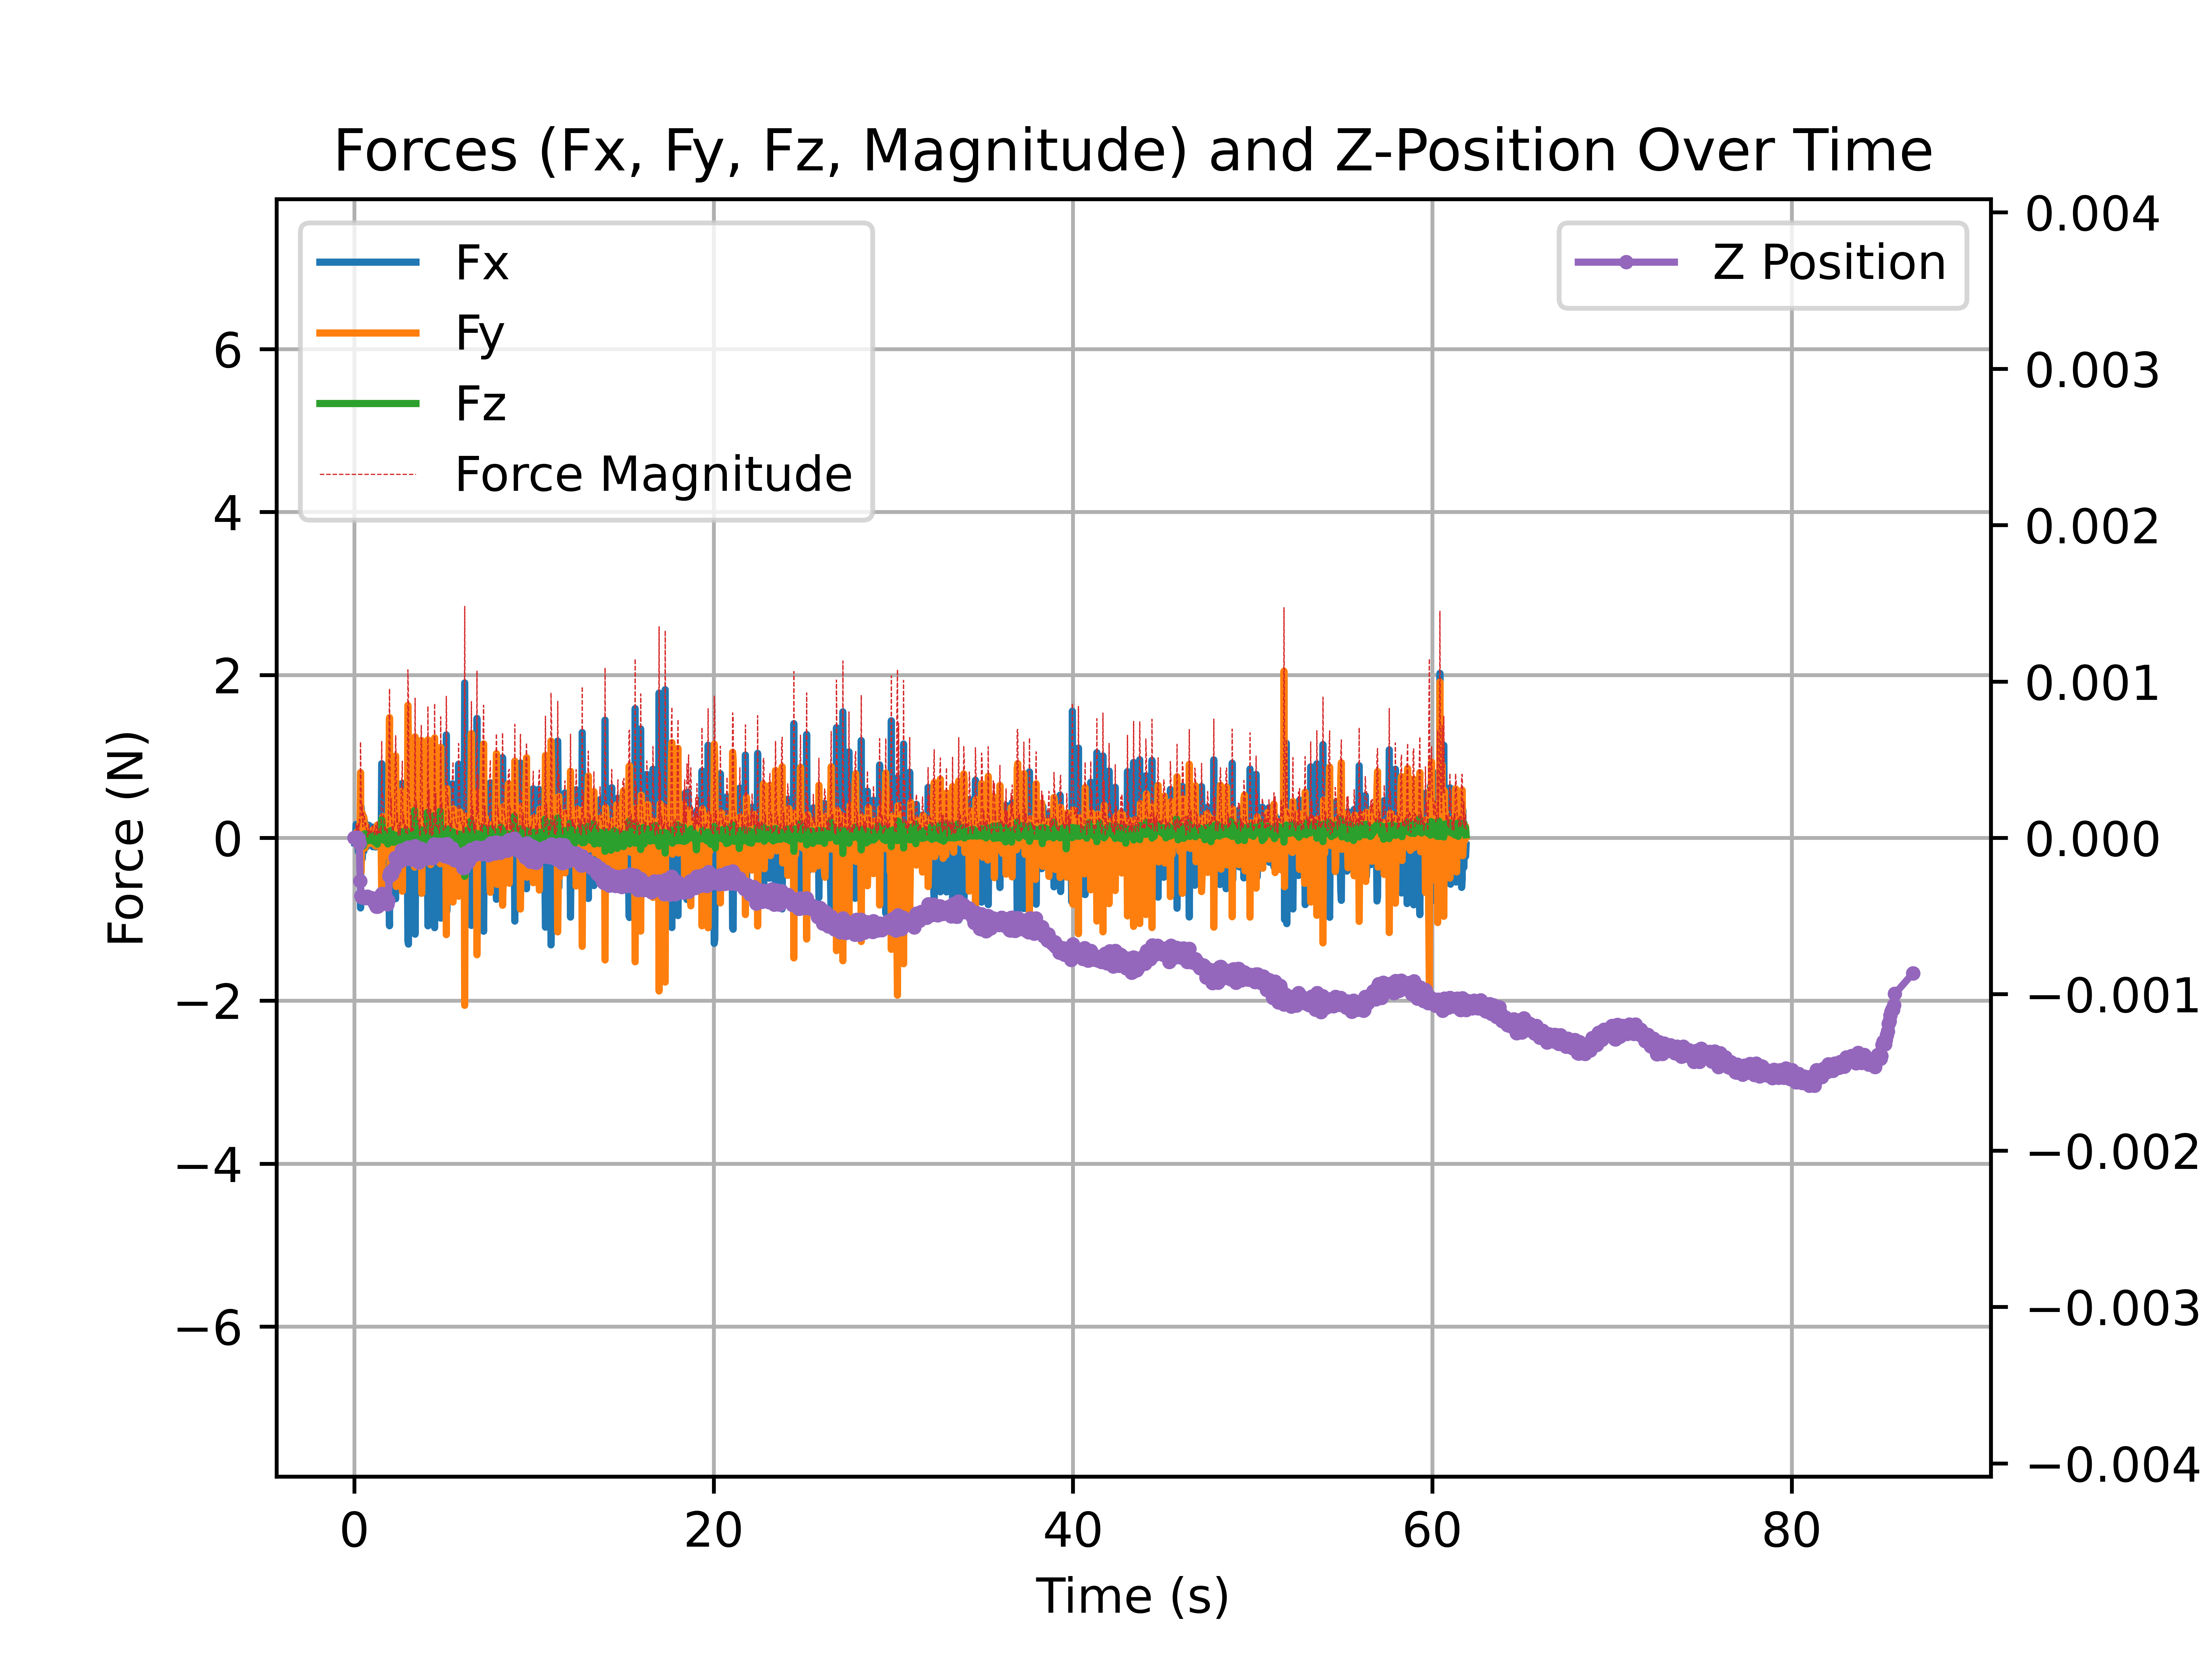 Forces (Fx, Fy, Fz, Magnitude) and Z-Position Over Time
Fx
Fy
Fz
Force Magnitude
Z Position
Force (N)
6
4
2
0
−2
−4
−6
0.004
0.003
0.002
0.001
0.000
−0.001
−0.002
−0.003
−0.004
0 20 40 60 80
Time (s)